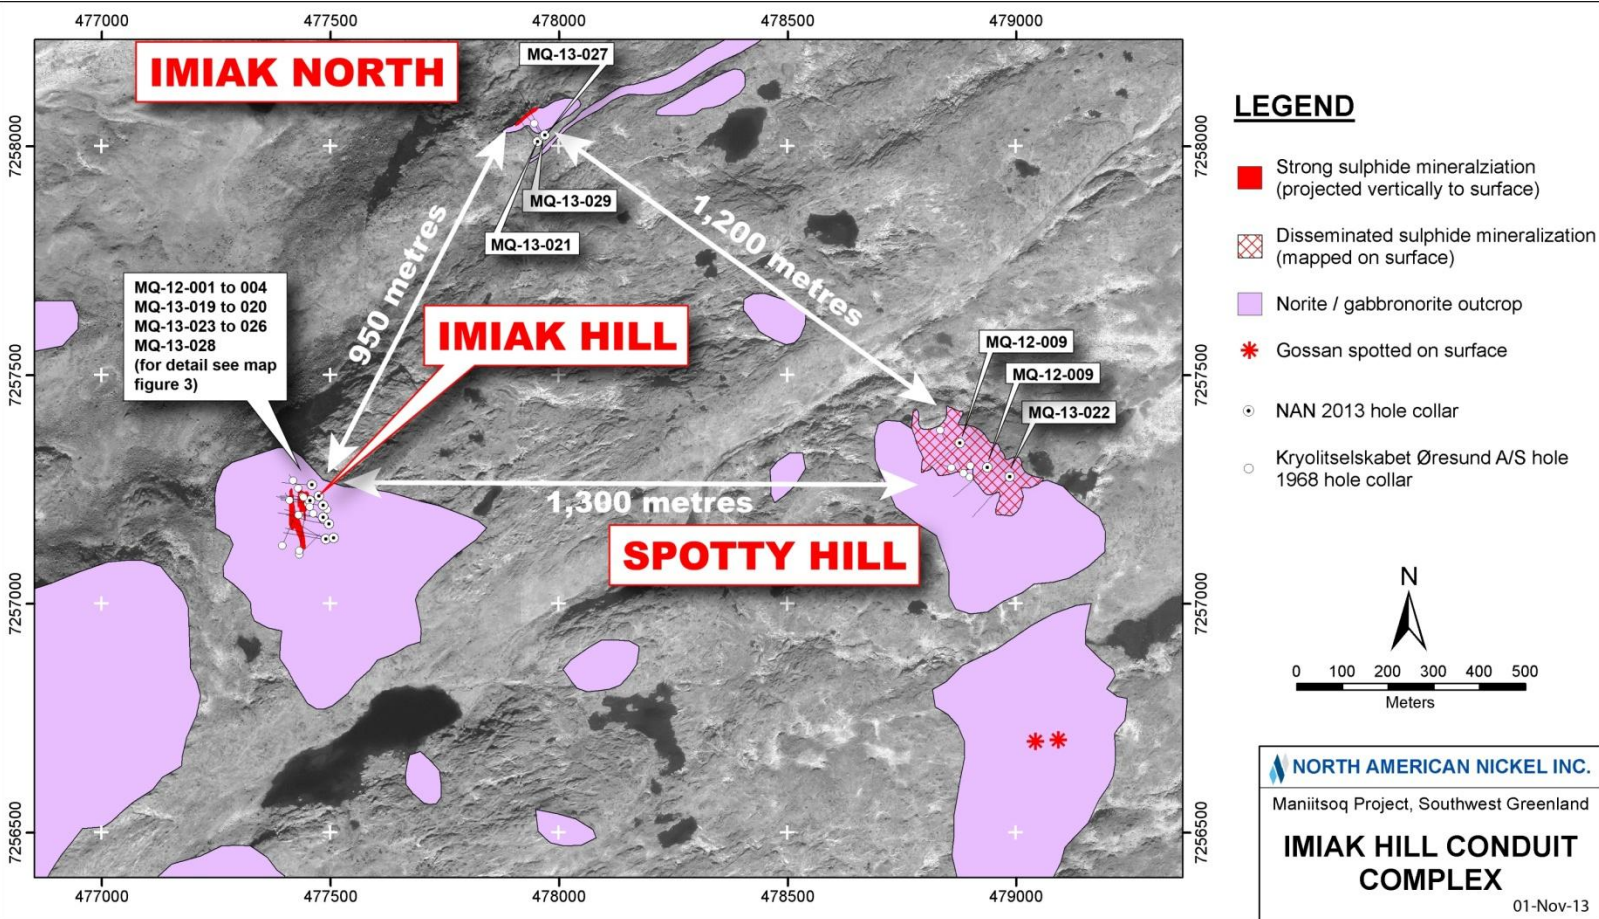 477000
477500
478000
478500
479000
IMIAK NORTH
MQ-13-027
7258000
7258000
MQ-13-029
MQ-13-021
950 metres
1,200 metres
MQ-12-001 to 004
MQ-13-019 to 020
MQ-13-023 to 026
MQ-13-028
(for detail see map
figure 3)
IMIAK HILL
7257500
7257500
MQ-12-009
MQ-12-009
MQ-13-022
1,300 metres
SPOTTY HILL
7257000
7257000
7256500
7256500
477000
477500
478000
478500
479000
LEGEND
Strong sulphide mineralziation
(projected vertically to surface)
Disseminated sulphide mineralization
(mapped on surface)
Norite / gabbronorite outcrop
Gossan spotted on surface
NAN 2013 hole collar
Kryolitselskabet Øresund A/S hole
1968 hole collar
N
0 100 200 300 400 500
Meters
NORTH AMERICAN NICKEL INC.
Maniitsoq Project, Southwest Greenland
IMIAK HILL CONDUIT
COMPLEX
01-Nov-13